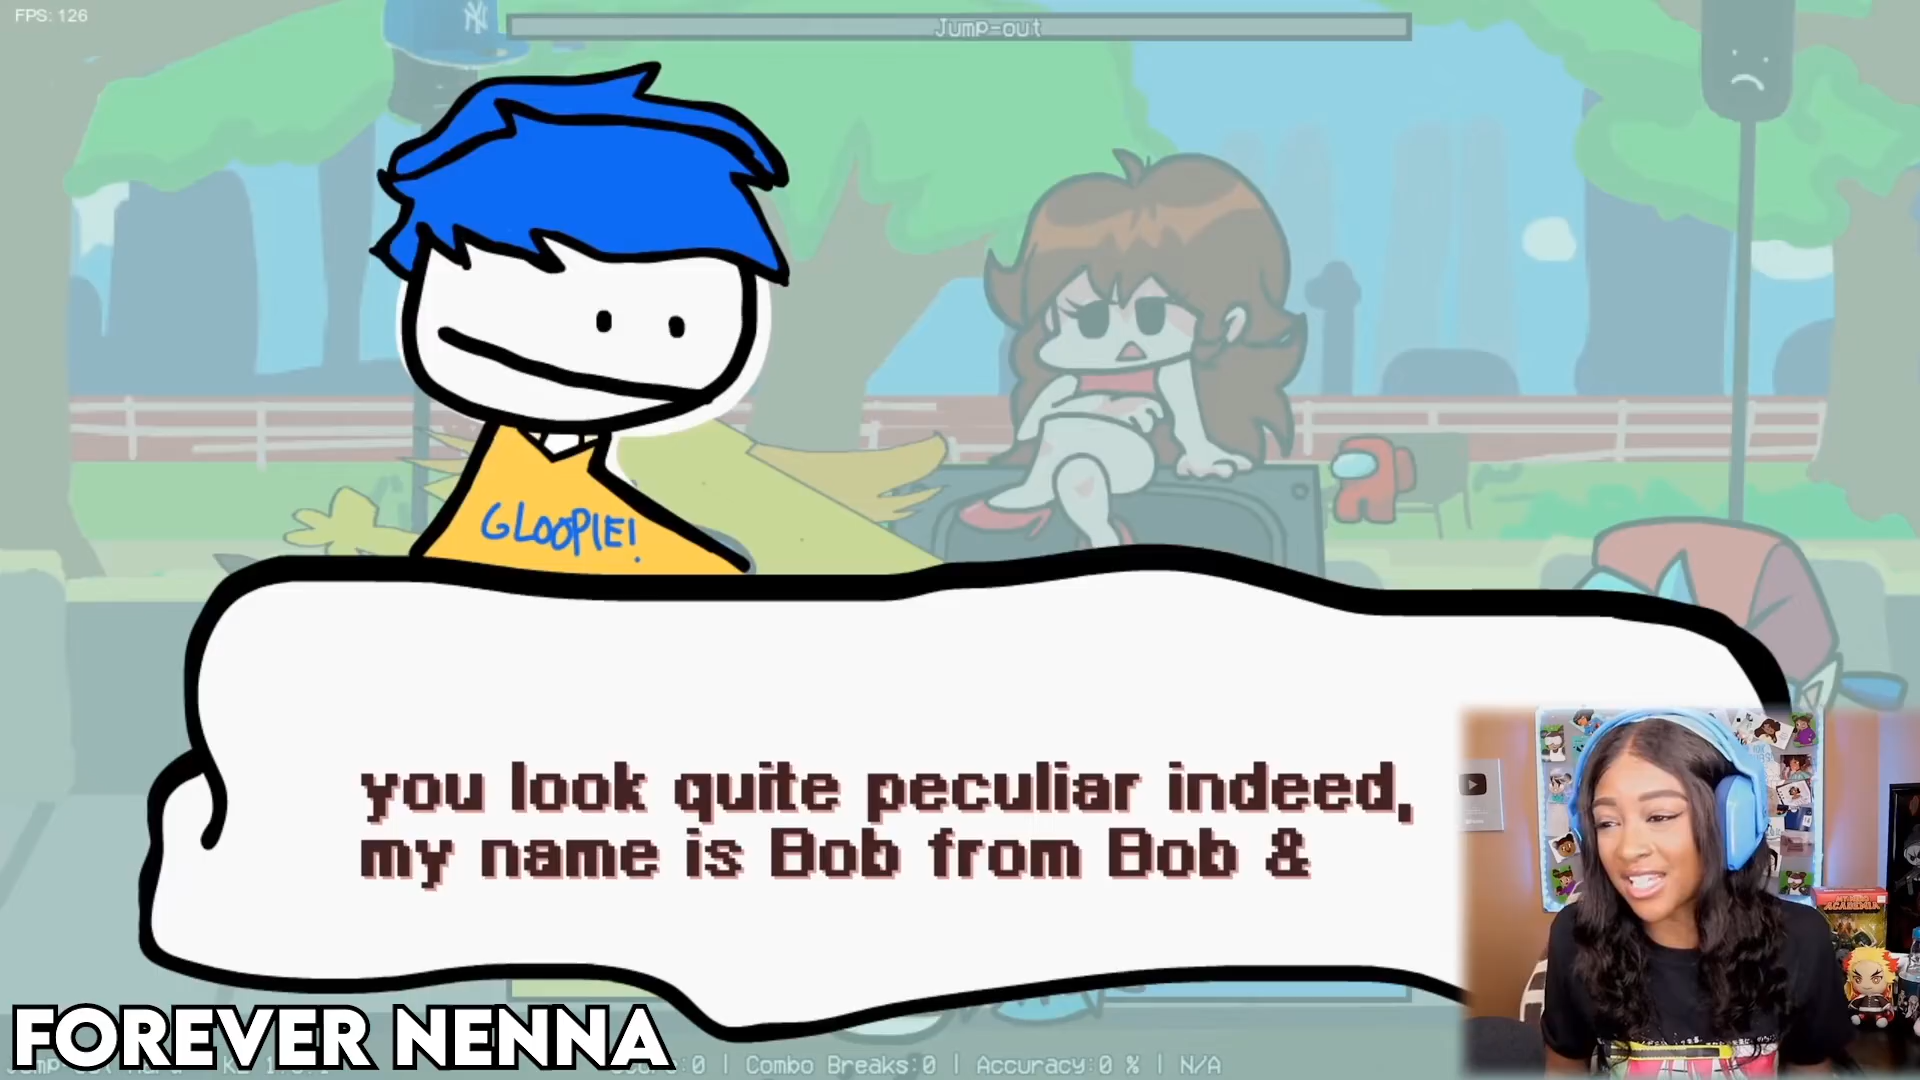 FPS: 126
Jump-out
GLOOPIE!
you look quite peculiar indeed,
my name is Bob from Bob &
FOREVER NENNA
:0 | Combo Breaks:0 | Accuracy:0 % | N/A